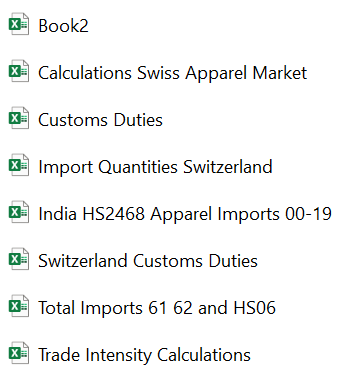 Book2
Calculations Swiss Apparel Market
Customs Duties
Import Quantities Switzerland
India HS2468 Apparel Imports 00-19
Switzerland Customs Duties
Total Imports 61 62 and HS06
Trade Intensity Calculations